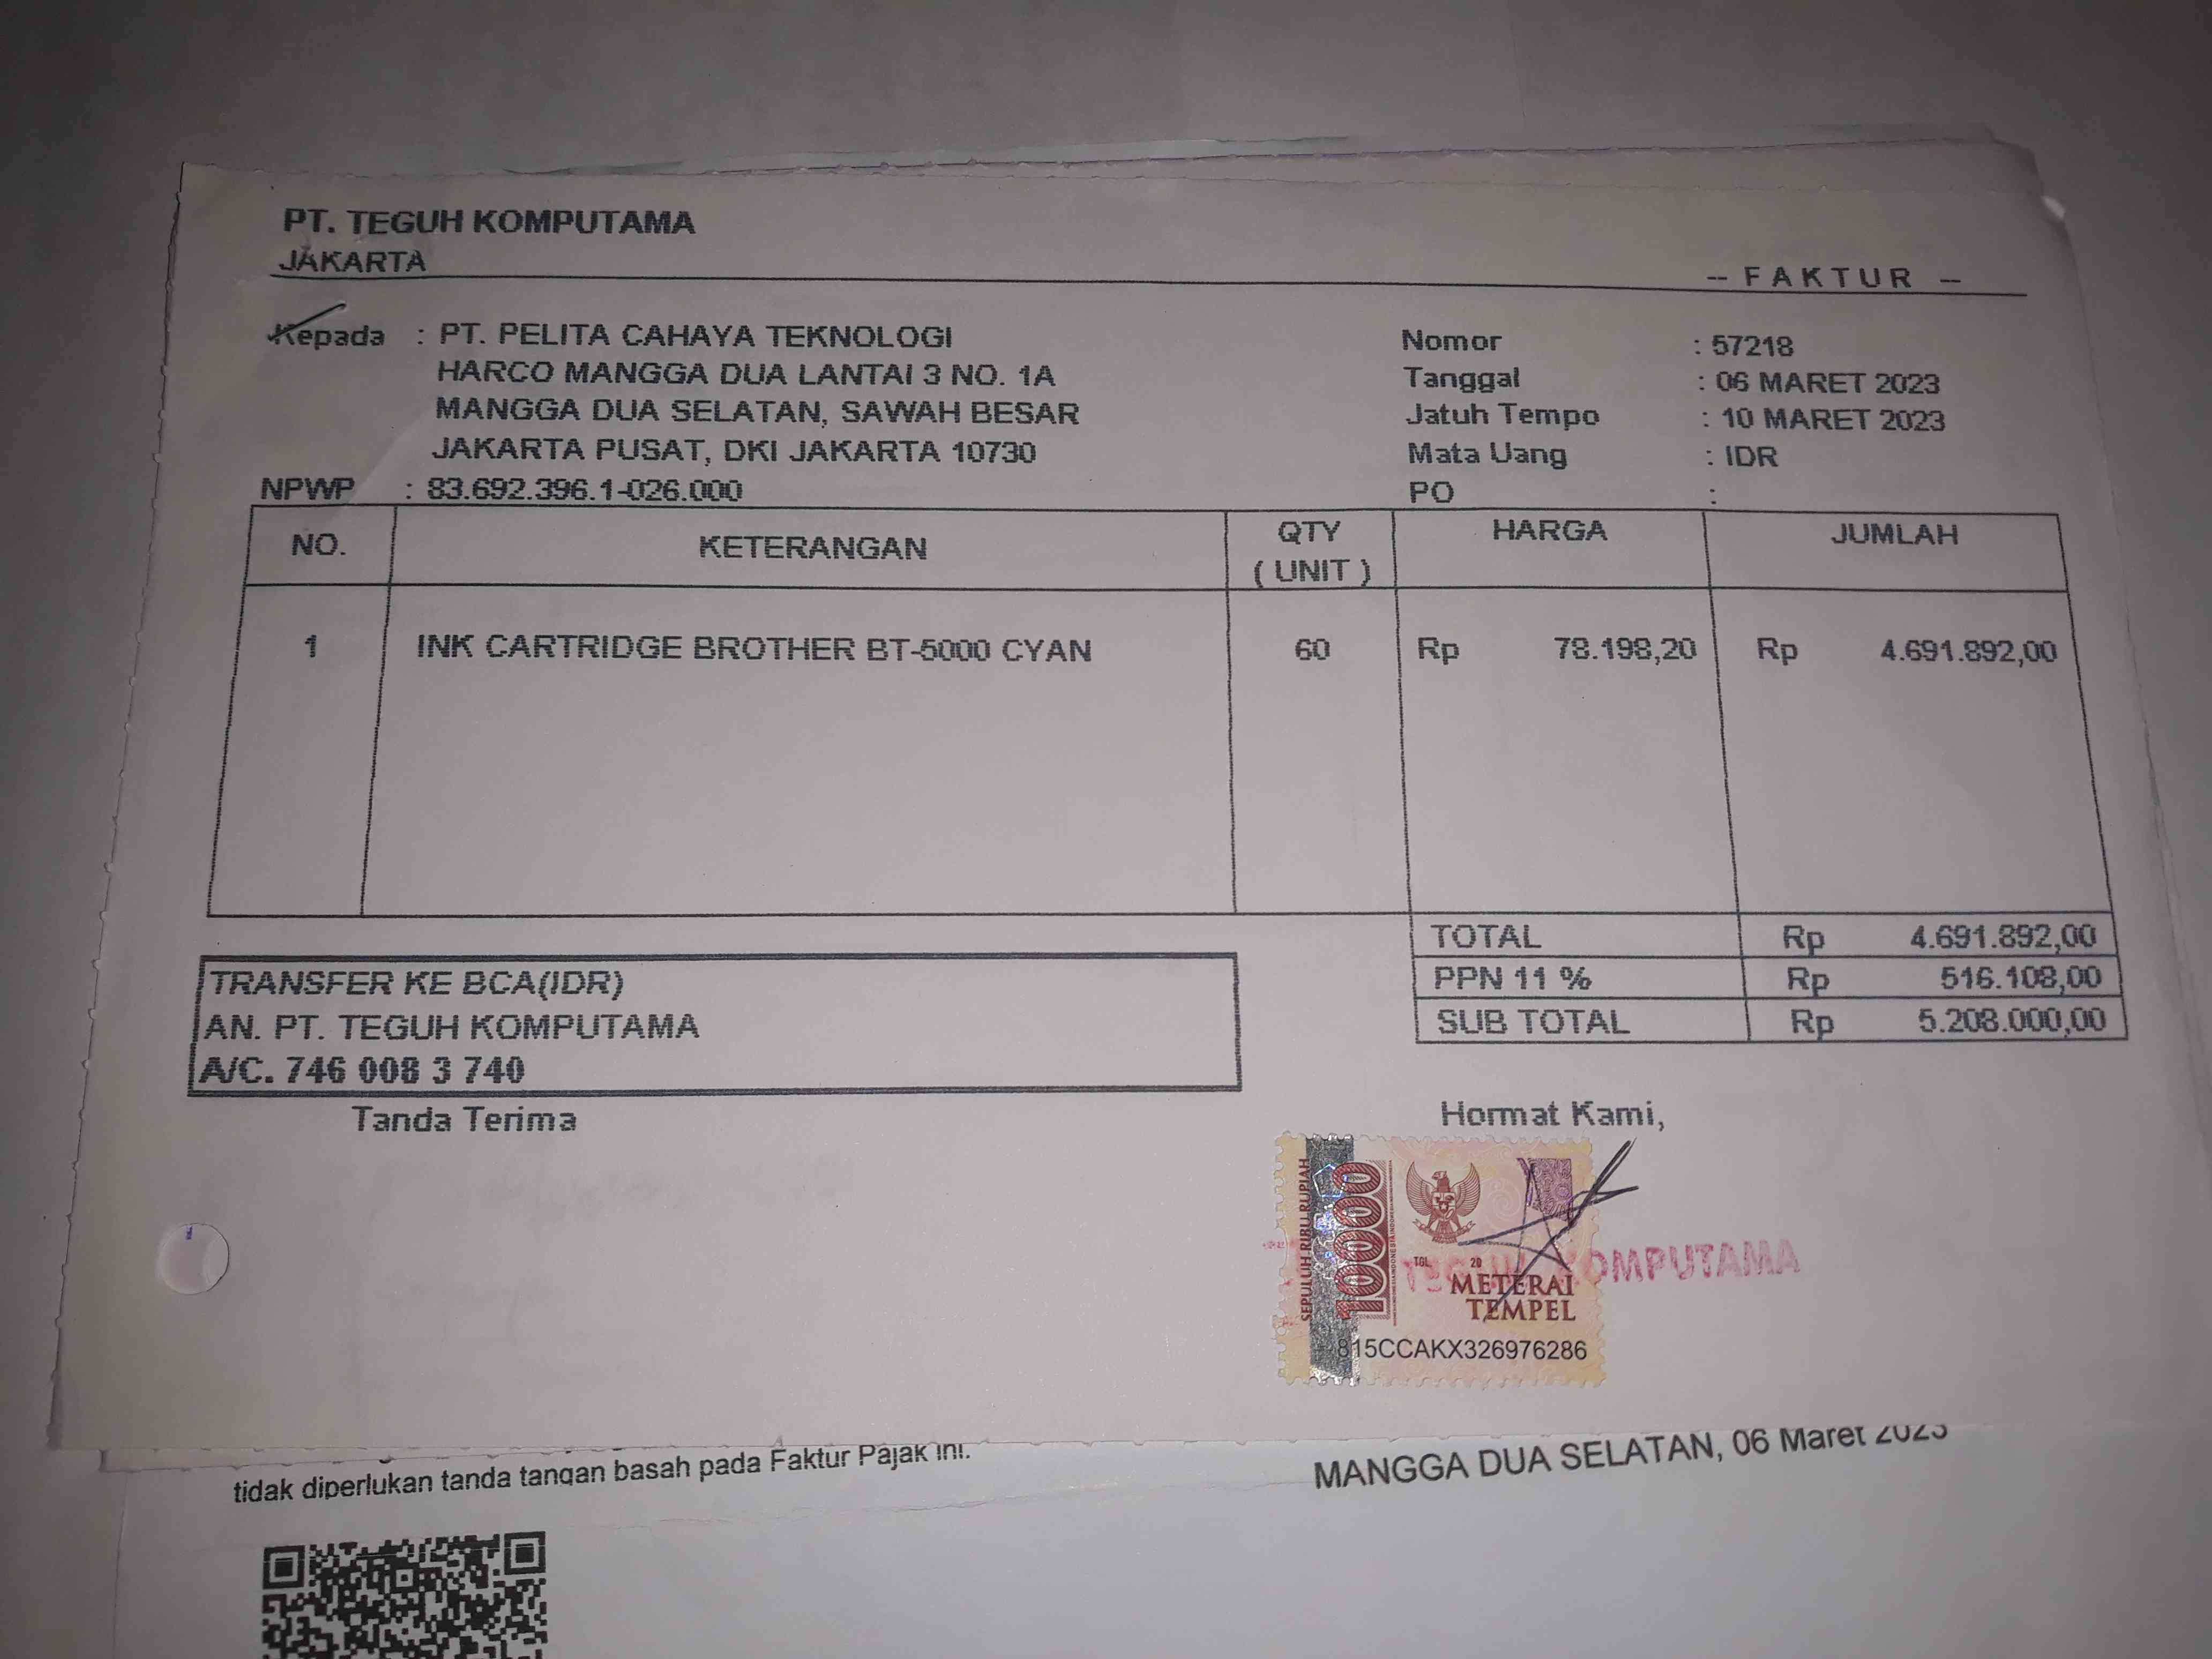 PT. TEGUH KOMPUTAMA
JAKARTA
-- FAKTUR --
Kepada : PT. PELITA CAHAYA TEKNOLOGI
HARCO MANGGA DUA LANTAI 3 NO. 1A
MANGGA DUA SELATAN, SAWAH BESAR
JAKARTA PUSAT, DKI JAKARTA 10730
NPWP : 83.692.396.1-026.000
Nomor : 57218
Tanggal : 06 MARET 2023
Jatuh Tempo : 10 MARET 2023
Mata Uang : IDR
PO :
NO. KETERANGAN QTY ( UNIT ) HARGA JUMLAH
1 INK CARTRIDGE BROTHER BT-5000 CYAN 60 Rp 78.198,20 Rp 4.691.892,00
TOTAL Rp 4.691.892,00
PPN 11 % Rp 516.108,00
SUB TOTAL Rp 5.208.000,00
TRANSFER KE BCA(IDR)
AN. PT. TEGUH KOMPUTAMA
A/C. 746 008 3 740
Tanda Terima
Hormat Kami,
SEPULUH RIBU RUPIAH
10000
TGL 20
TEGUH KOMPUTAMA
METERAI
TEMPEL
815CCAKX326976286
tidak diperlukan tanda tangan basah pada Faktur Pajak ini.
MANGGA DUA SELATAN, 06 Maret 2023